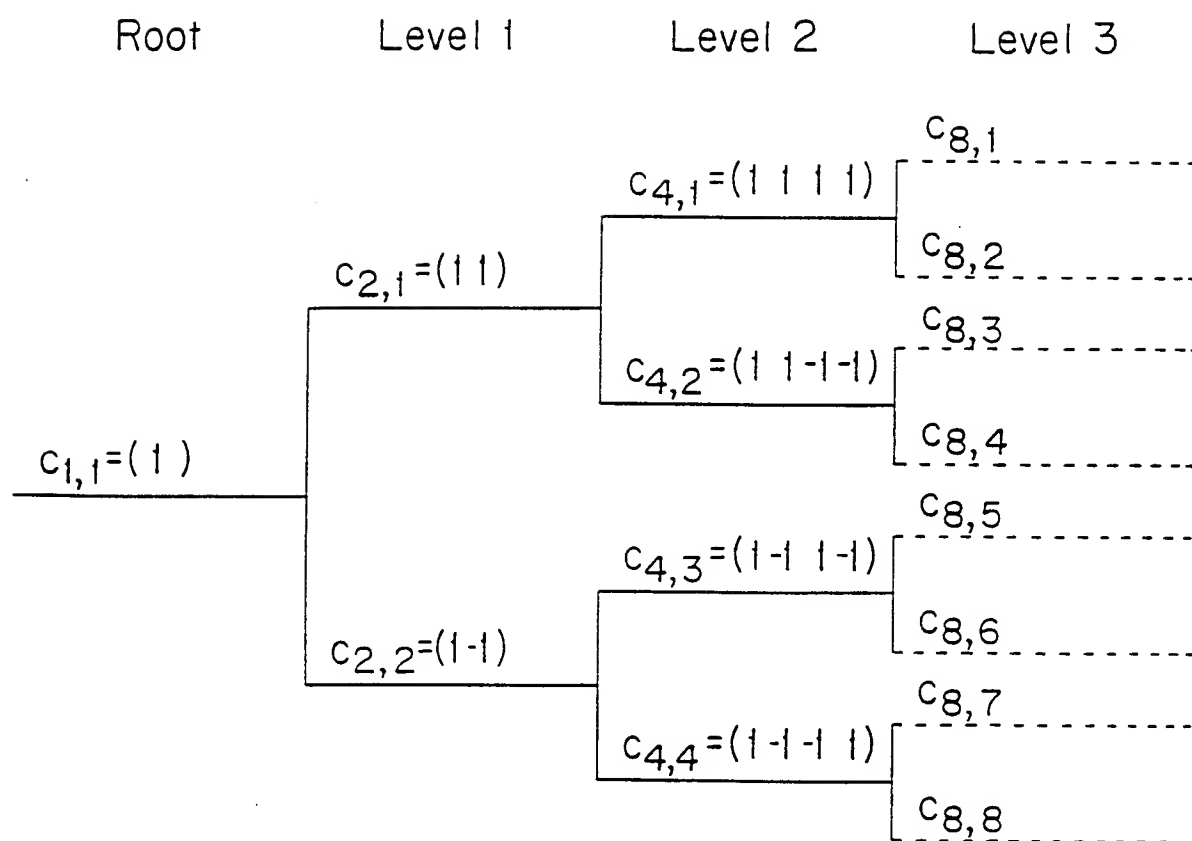 Root Level 1 Level 2 Level 3
c8,1
c4,1=(1 1 1 1)
c8,2
c2,1=(1 1)
c8,3
c4,2=(1 1-1-1)
c8,4
c1,1=(1)
c8,5
c4,3=(1-1 1-1)
c8,6
c2,2=(1-1)
c8,7
c4,4=(1-1-1 1)
c8,8